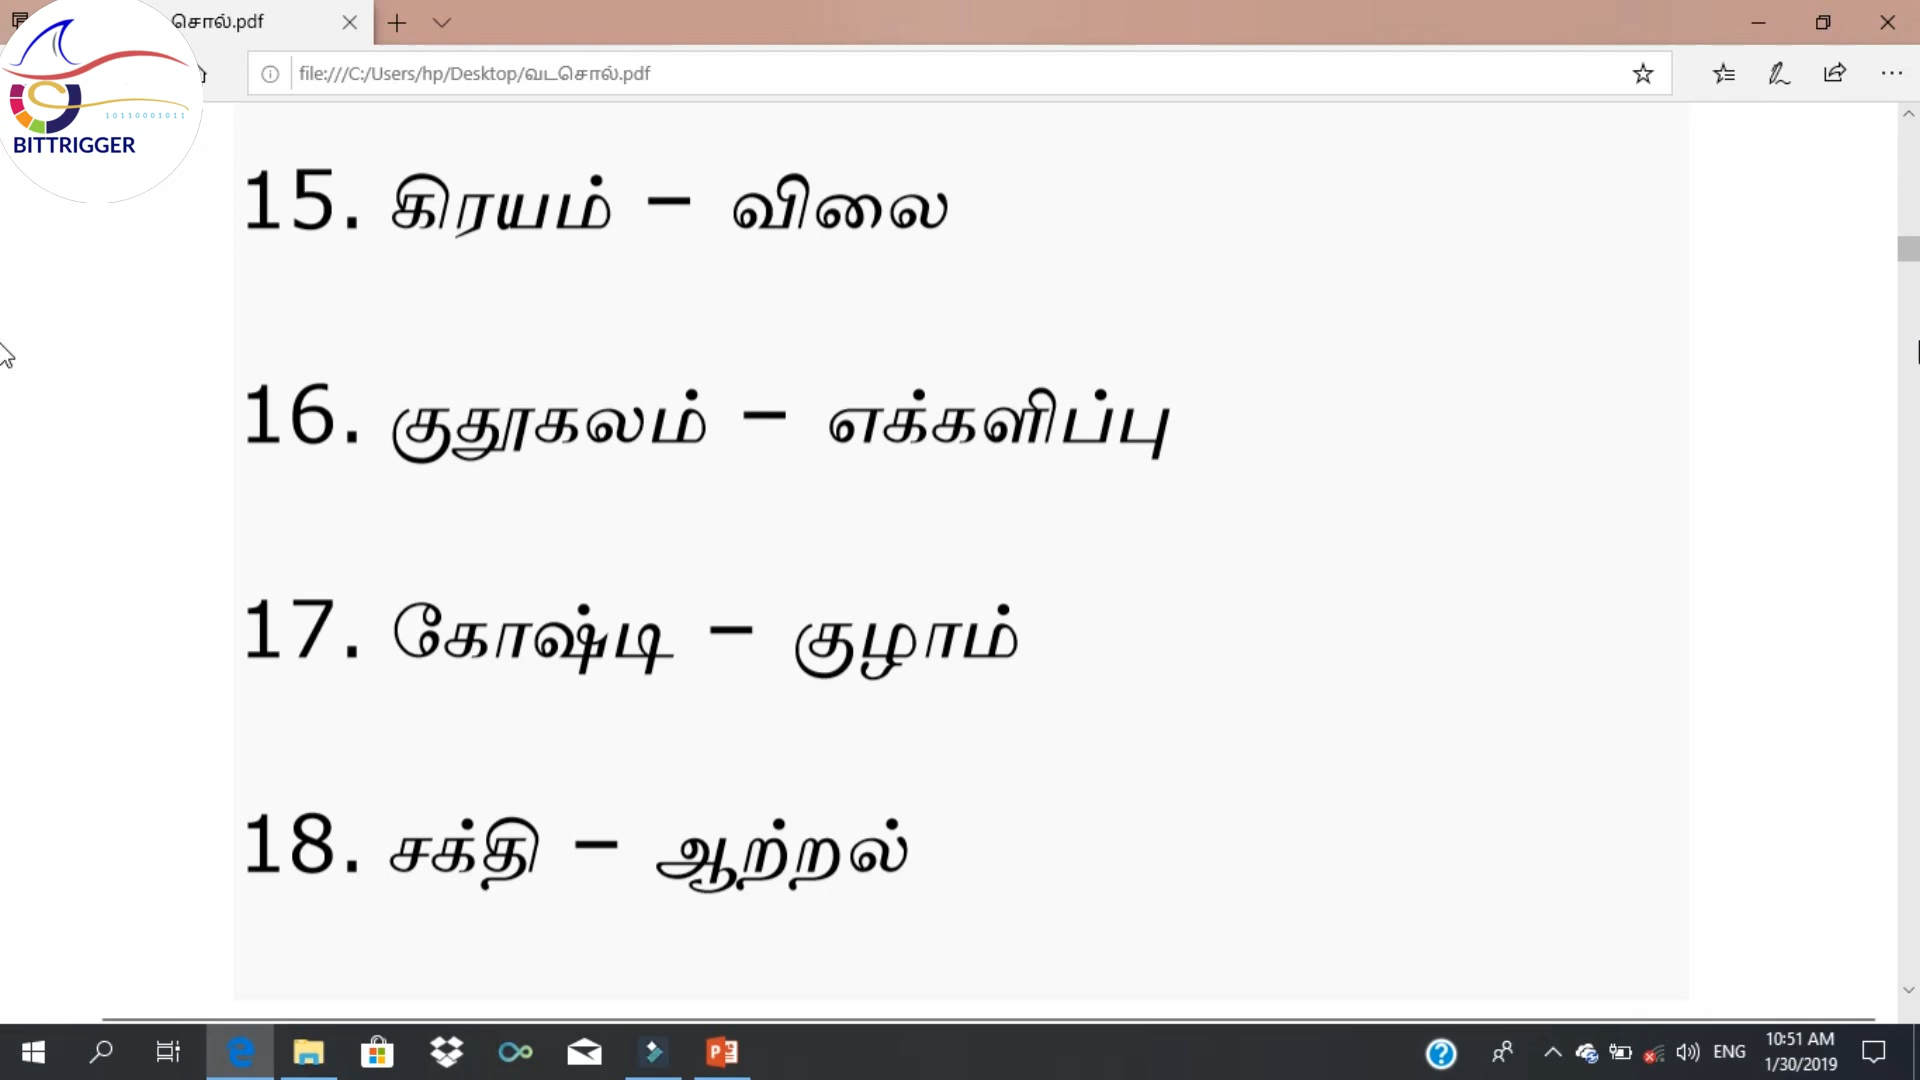 சொல்.pdf
file:///C:/Users/hp/Desktop/வடசொல்.pdf
10110001011
BITTRIGGER
15. கிரயம் – விலை
16. குதூகலம் – எக்களிப்பு
17. கோஷ்டி – குழாம்
18. சக்தி – ஆற்றல்
ENG
10:51 AM
1/30/2019